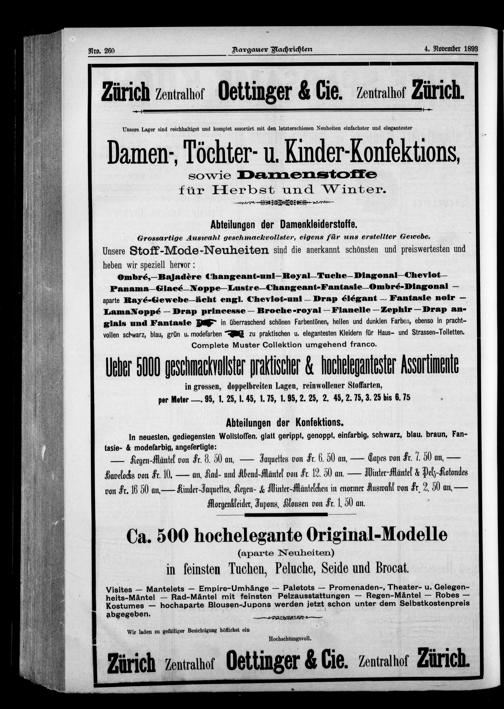 Nro. 260 Aargauer Nachrichten 4. November 1893
Zürich Zentralhof Oettinger & Cie. Zentralhof Zürich.
Unsere Lager sind reichhaltigst und komplet assortirt mit den letzterschienen Neuheiten einfachster und elegantester
Damen-, Töchter- u. Kinder-Konfektions,
sowie Damenstoffe
für Herbst und Winter.
Abteilungen der Damenkleiderstoffe.
Grossartige Auswahl geschmackvollster, eigens für uns erstellter Gewebe.
Unsere Stoff-Mode-Neuheiten sind die anerkannt schönsten und preiswertesten und
heben wir speziell hervor:
Ombré,—Bajadère Changeant-uni—Royal—Tuche—Diagonal—Cheviot—
Panama—Glacé—Noppe—Lustre—Changeant-Fantasie—Ombré-Diagonal—
aparte Rayé-Gewebe—ächt engl. Cheviot-uni — Drap élégant — Fantasie noir —
LamaNoppé — Drap princesse — Broche-royal — Flanelle — Zephir — Drap an-
glais und Fantasie in überraschend schönen Farbentönen, hellen und dunklen Farben, ebenso in pracht-
vollen schwarz, blau, grün u. modefarben zu praktischen u. elegantesten Kleidern für Haus- und Strassen-Toiletten.
Complete Muster Collektion umgehend franco.
Ueber 5000 geschmackvollster praktischer & hochelegantester Assortimente
in grossen, doppelbreiten Lagen, reinwollener Stoffarten,
per Meter —. 95, 1. 25, 1. 45, 1. 75, 1. 95, 2. 25, 2. 45, 2. 75, 3. 25 bis 6. 75
Abteilungen der Konfektions.
In neuesten, gediegensten Wollstoffen, glatt gerippt, genoppt, einfarbig, schwarz, blau, braun, Fan-
tasie- & modefarbig, angefertigte:
— Regen-Mäntel von Fr. 8. 50 an, — Jaquettes von Fr. 6. 50 an, — Capes von Fr. 7. 50 an, —
Havelocks von Fr. 10. — an, Rad- und Abend-Mäntel von Fr. 12. 50 an. — Winter-Mäntel & Pelz-Rotondes
von Fr. 16 50 an, — Kinder-Jaquettes, Regen- & Wintermäntelchen in enormer Auswahl von Fr. 2. 50 an, —
Morgenkleider, Jupons, Blousen von Fr. 1. 50 an.
Ca. 500 hochelegante Original-Modelle
(aparte Neuheiten)
in feinsten Tuchen, Peluche, Seide und Brocat.
Visites — Mantelets — Empire-Umhänge — Paletots — Promenaden-, Theater- u. Gelegen-
heits-Mäntel — Rad-Mäntel mit feinsten Pelzausstattungen — Regen-Mäntel — Robes —
Kostumes — hochaparte Blousen-Jupons werden jetzt schon unter dem Selbstkostenpreis
abgegeben.
Wir laden zu gefälliger Besichtigung höflichst ein
Hochachtungsvoll.
Zürich Zentralhof Oettinger & Cie. Zentralhof Zürich.